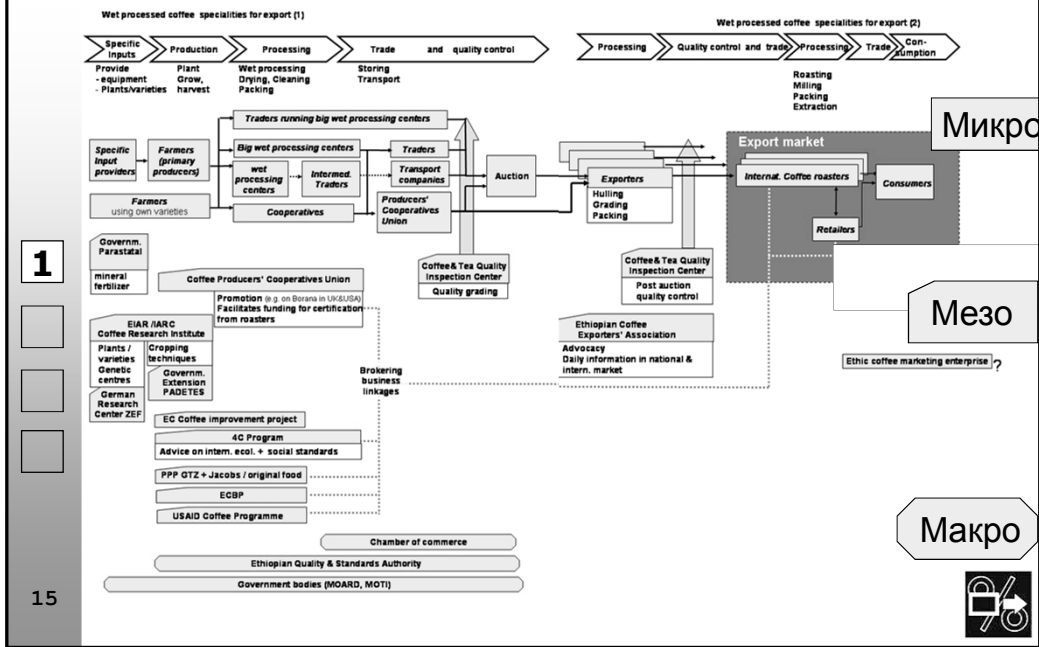 Wet processed coffee specialities for export (1)
Wet processed coffee specialities for export (2)
Specific
Inputs
Production
Processing
Trade and quality control
Processing
Quality control and trade
Processing
Trade
Con-
sumption
Provide
- equipment
- Plants/varieties
Plant
Grow,
harvest
Wet processing
Drying, Cleaning
Packing
Storing
Transport
Roasting
Milling
Packing
Extraction
Traders running big wet processing centers
Specific
Input
providers
Farmers
(primary
producers)
Big wet processing centers
wet
processing
centers
Intermed.
Traders
Traders
Transport
companies
Farmers
using own varieties
Cooperatives
Producers'
Cooperatives
Union
Auction
Exporters
Hulling
Grading
Packing
Export market
Internat. Coffee roasters
Consumers
Retailers
Микро
Governm.
Parastatal
mineral
fertilizer
Coffee Producers' Cooperatives Union
Promotion (e.g. on Borana in UK&USA)
Facilitates funding for certification
from roasters
Coffee& Tea Quality
Inspection Center
Quality grading
Coffee& Tea Quality
Inspection Center
Post auction
quality control
1
Мезо
EIAR /IARC
Coffee Research Institute
Plants /
varieties
Genetic
centres
Cropping
techniques
Governm.
Extension
PADETES
German
Research
Center ZEF
Ethiopian Coffee
Exporters' Association
Advocacy
Daily information in national &
intern. market
Ethic coffee marketing enterprise ?
Brokering
business
linkages
EC Coffee improvement project
4C Program
Advice on intern. ecol. + social standards
PPP GTZ + Jacobs / original food
ECBP
USAID Coffee Programme
Макро
Chamber of commerce
Ethiopian Quality & Standards Authority
Government bodies (MOARD, MOTI)
15